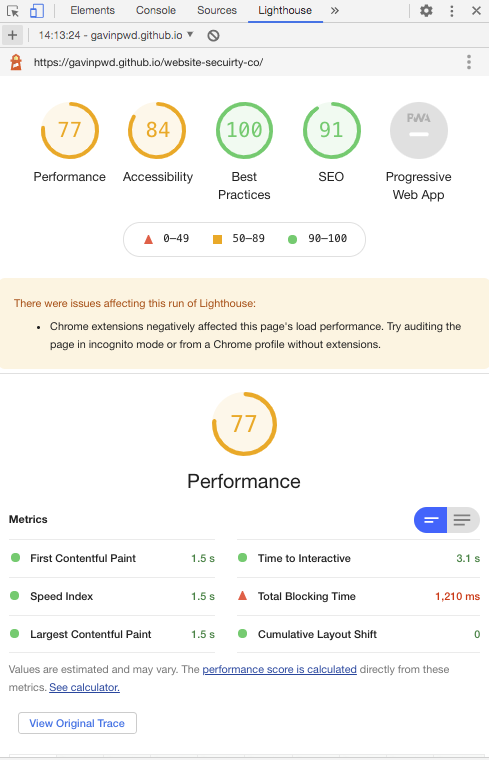 Elements Console Sources Lighthouse »
+ 14:13:24 - gavinpwd.github.io ▼
https://gavinpwd.github.io/website-secuirty-co/
77 84 100 91 PWA
Performance Accessibility Best SEO Progressive
Practices Web App
0–49 50–89 90–100
There were issues affecting this run of Lighthouse:
• Chrome extensions negatively affected this page's load performance. Try auditing the
page in incognito mode or from a Chrome profile without extensions.
77
Performance
Metrics
First Contentful Paint 1.5 s Time to Interactive 3.1 s
Speed Index 1.5 s Total Blocking Time 1,210 ms
Largest Contentful Paint 1.5 s Cumulative Layout Shift 0
Values are estimated and may vary. The performance score is calculated directly from these
metrics. See calculator.
View Original Trace